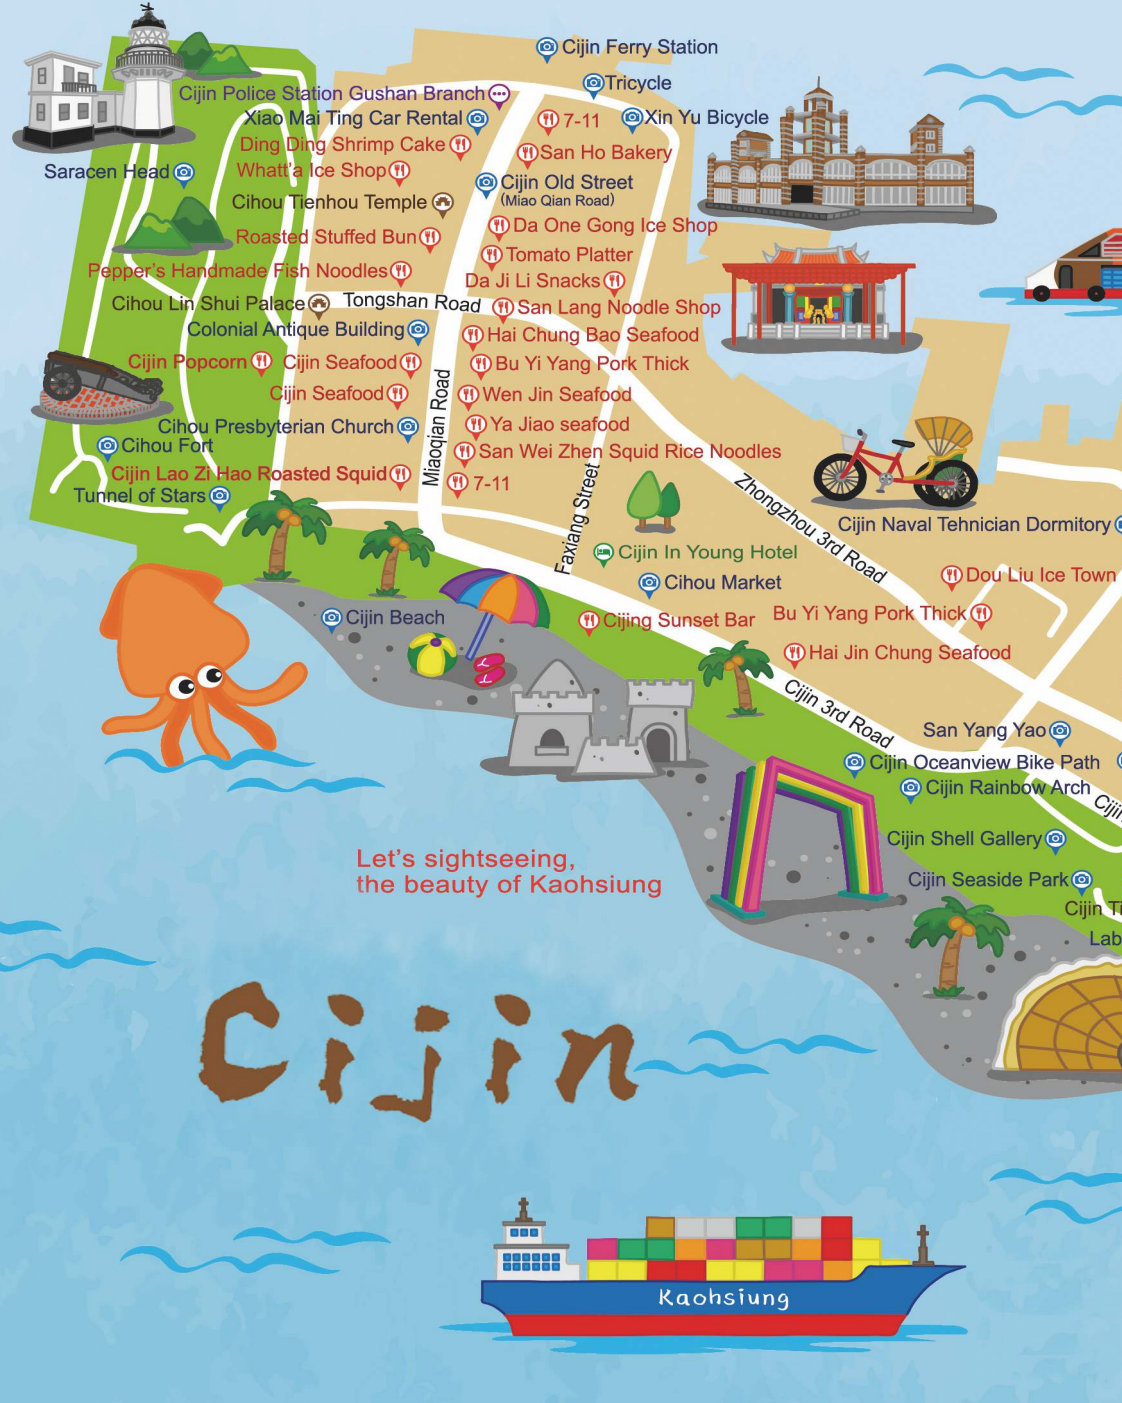 Cijin Ferry Station
Tricycle
Cijin Police Station Gushan Branch
Xiao Mai Ting Car Rental
7-11
Xin Yu Bicycle
Ding Ding Shrimp Cake
San Ho Bakery
Saracen Head
Whatt'a Ice Shop
Cijin Old Street
(Miao Qian Road)
Cihou Tienhou Temple
Da One Gong Ice Shop
Roasted Stuffed Bun
Tomato Platter
Pepper's Handmade Fish Noodles
Da Ji Li Snacks
Cihou Lin Shui Palace
Tongshan Road
San Lang Noodle Shop
Colonial Antique Building
Hai Chung Bao Seafood
Cijin Popcorn
Cijin Seafood
Bu Yi Yang Pork Thick
Cijin Seafood
Miaoqian Road
Wen Jin Seafood
Cihou Presbyterian Church
Ya Jiao seafood
Cihou Fort
San Wei Zhen Squid Rice Noodles
Cijin Lao Zi Hao Roasted Squid
7-11
Tunnel of Stars
Faxiang Street
Zhongzhou 3rd Road
Cijin Naval Tehnician Dormitory
Cijin In Young Hotel
Dou Liu Ice Town
Cihou Market
Cijin Beach
Cijing Sunset Bar
Bu Yi Yang Pork Thick
Hai Jin Chung Seafood
Cijin 3rd Road
San Yang Yao
Cijin Oceanview Bike Path
Cijin Rainbow Arch
Cijin
Cijin Shell Gallery
Let's sightseeing,
the beauty of Kaohsiung
Cijin Seaside Park
Cijin Ti
Lab
Cijin
Kaohsiung